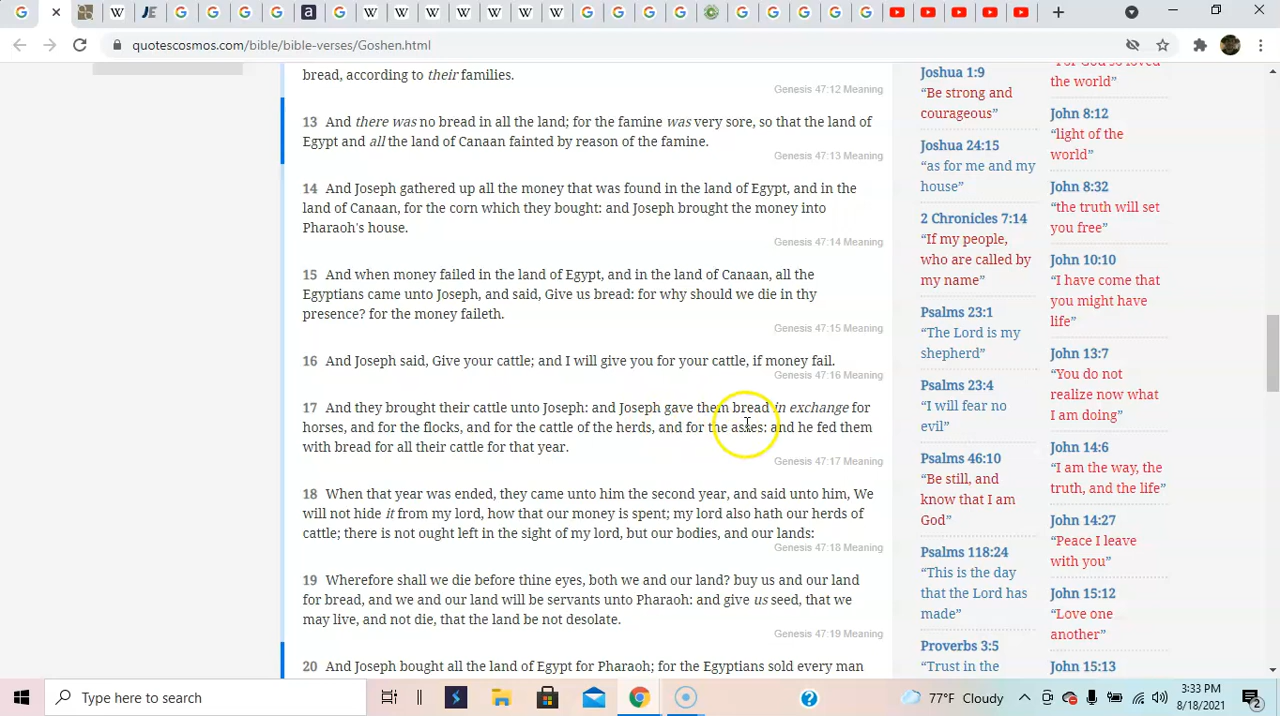 quotescosmos.com/bible/bible-verses/Goshen.html
bread, according to their families.
Genesis 47:12 Meaning
13 And there was no bread in all the land; for the famine was very sore, so that the land of
Egypt and all the land of Canaan fainted by reason of the famine.
Genesis 47:13 Meaning
14 And Joseph gathered up all the money that was found in the land of Egypt, and in the
land of Canaan, for the corn which they bought: and Joseph brought the money into
Pharaoh's house.
Genesis 47:14 Meaning
15 And when money failed in the land of Egypt, and in the land of Canaan, all the
Egyptians came unto Joseph, and said, Give us bread: for why should we die in thy
presence? for the money faileth.
Genesis 47:15 Meaning
16 And Joseph said, Give your cattle; and I will give you for your cattle, if money fail.
Genesis 47:16 Meaning
17 And they brought their cattle unto Joseph: and Joseph gave them bread in exchange for
horses, and for the flocks, and for the cattle of the herds, and for the asses: and he fed them
with bread for all their cattle for that year.
Genesis 47:17 Meaning
18 When that year was ended, they came unto him the second year, and said unto him, We
will not hide it from my lord, how that our money is spent; my lord also hath our herds of
cattle; there is not ought left in the sight of my lord, but our bodies, and our lands:
Genesis 47:18 Meaning
19 Wherefore shall we die before thine eyes, both we and our land? buy us and our land
for bread, and we and our land will be servants unto Pharaoh: and give us seed, that we
may live, and not die, that the land be not desolate.
Genesis 47:19 Meaning
20 And Joseph bought all the land of Egypt for Pharaoh; for the Egyptians sold every man
Joshua 1:9
“Be strong and
courageous”
Joshua 24:15
“as for me and my
house”
2 Chronicles 7:14
“If my people,
who are called by
my name”
Psalms 23:1
“The Lord is my
shepherd”
Psalms 23:4
“I will fear no
evil”
Psalms 46:10
“Be still, and
know that I am
God”
Psalms 118:24
“This is the day
that the Lord has
made”
Proverbs 3:5
“Trust in the
“For God so loved
the world”
John 8:12
“light of the
world”
John 8:32
“the truth will set
you free”
John 10:10
“I have come that
you might have
life”
John 13:7
“You do not
realize now what
I am doing”
John 14:6
“I am the way, the
truth, and the life”
John 14:27
“Peace I leave
with you”
John 15:12
“Love one
another”
John 15:13
Type here to search
77°F Cloudy
3:33 PM
8/18/2021
2